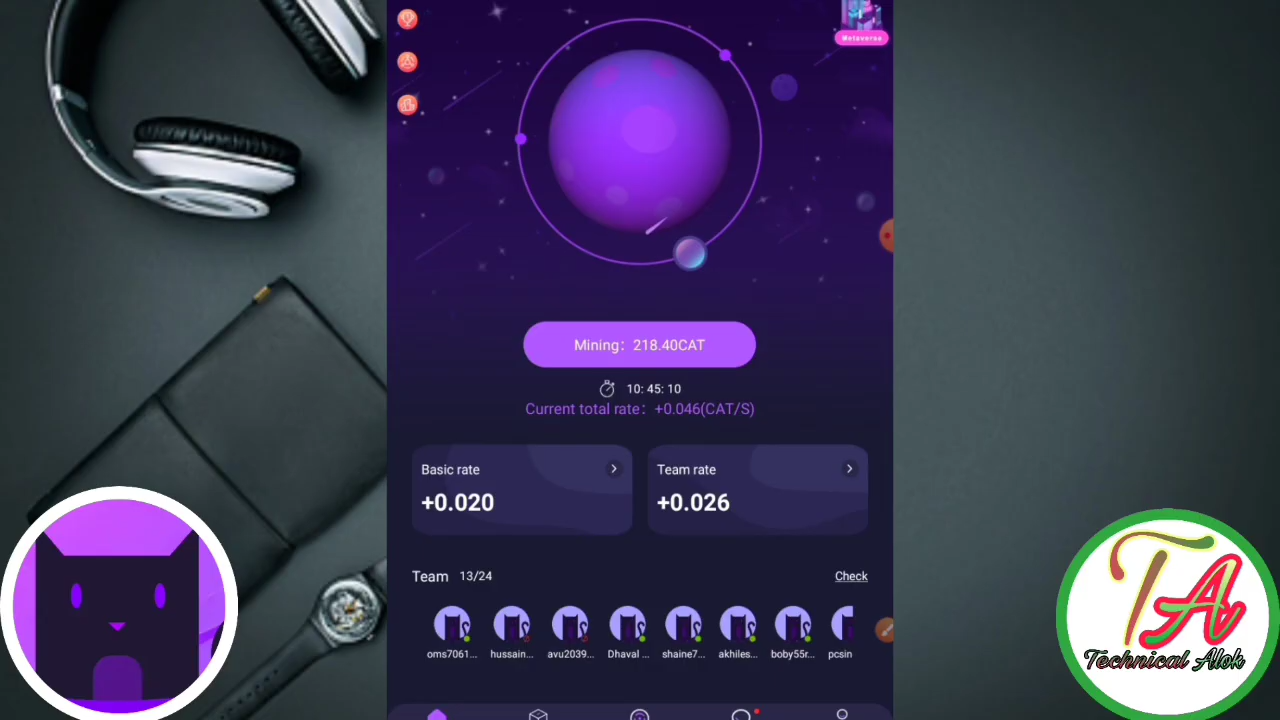 Metaverse
Mining：218.40CAT
10: 45: 10
Current total rate：+0.046(CAT/S)
Basic rate
Team rate
+0.020
+0.026
Team 13/24
Check
oms7061... hussain... avu2039... Dhaval ... shaine7... akhiles... boby55r... pcsin
TA
Technical Alok